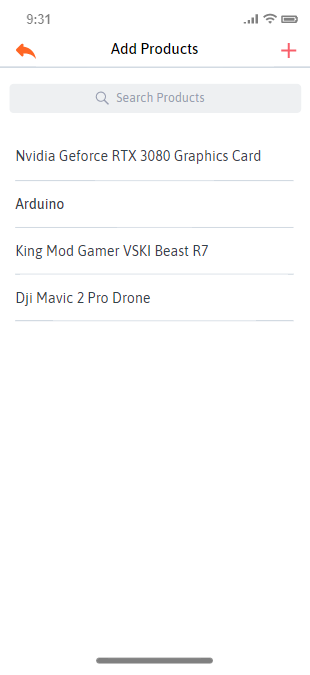 9:31
Add Products
Search Products
Nvidia Geforce RTX 3080 Graphics Card
Arduino
King Mod Gamer VSKI Beast R7
Dji Mavic 2 Pro Drone